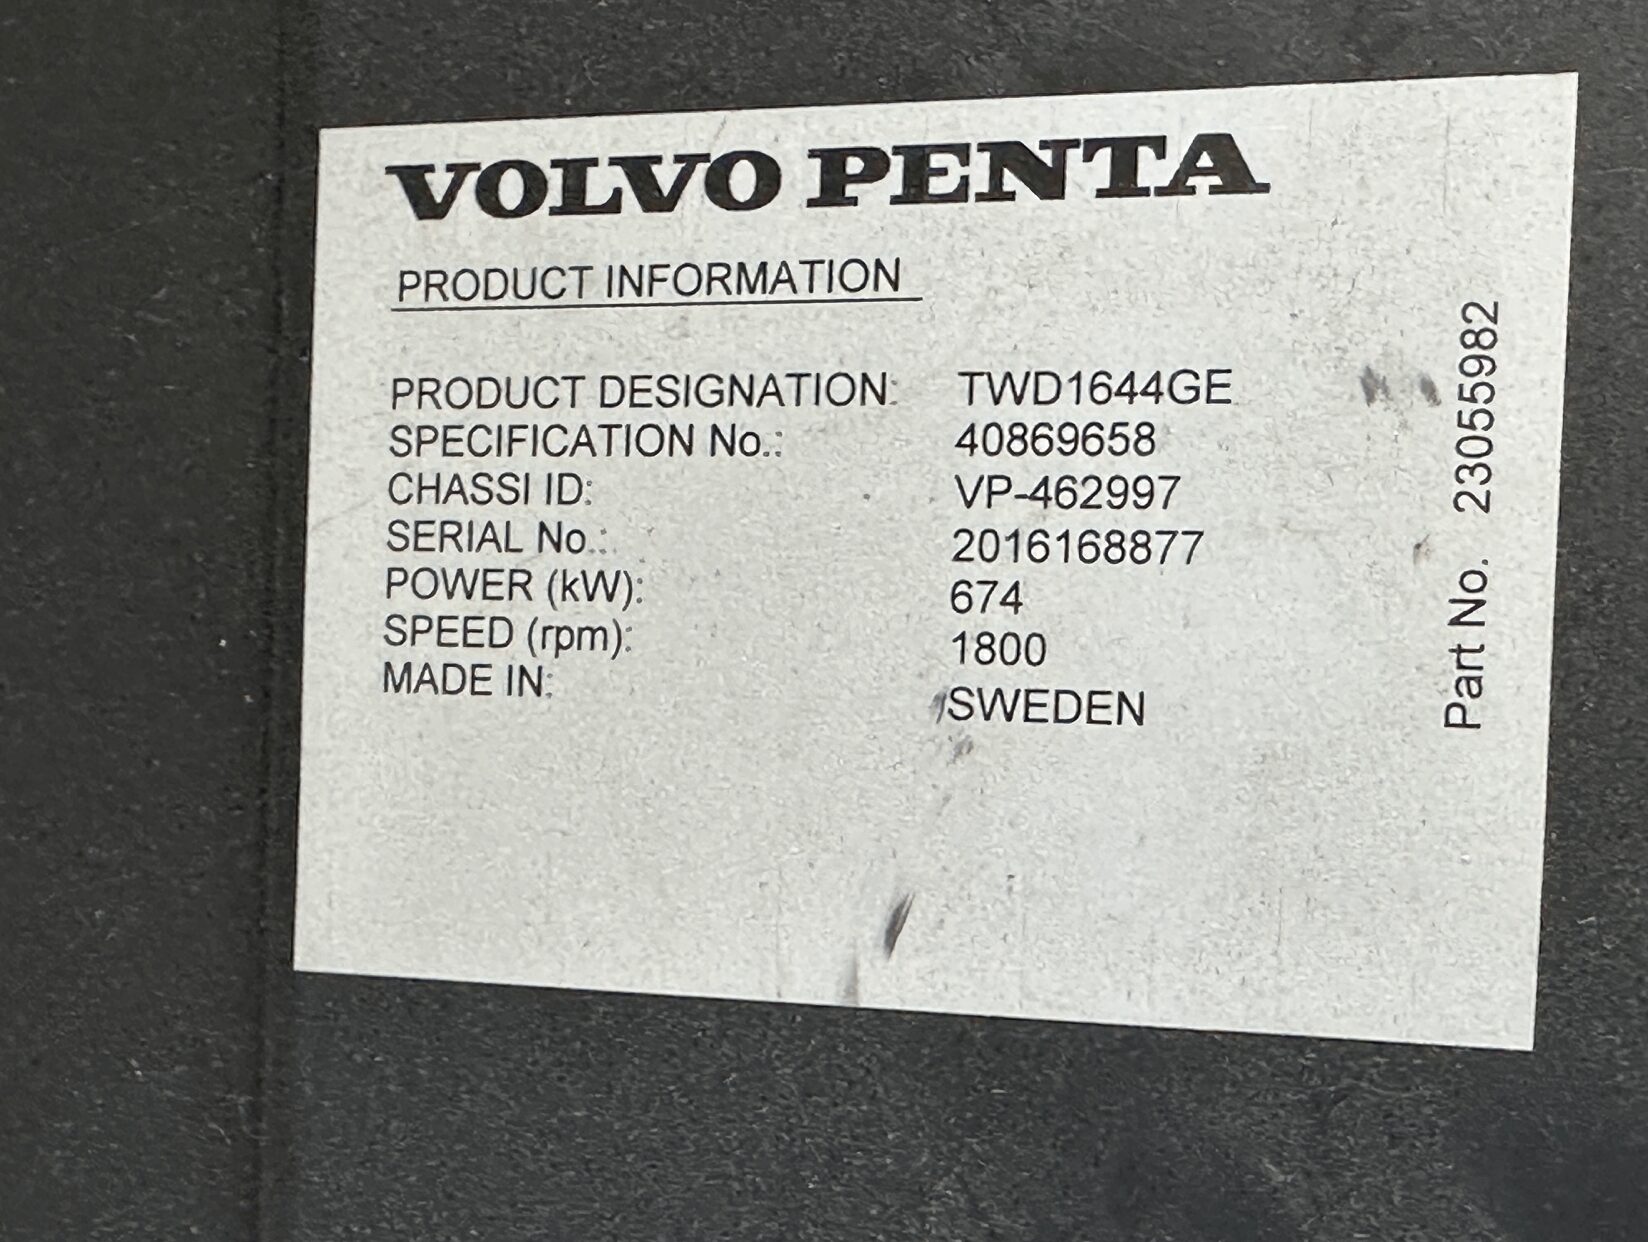 VOLVO PENTA
PRODUCT INFORMATION
PRODUCT DESIGNATION: TWD1644GE
SPECIFICATION No.: 40869658
CHASSI ID: VP-462997
SERIAL No.: 2016168877
POWER (kW): 674
SPEED (rpm): 1800
MADE IN: SWEDEN
Part No. 23055982